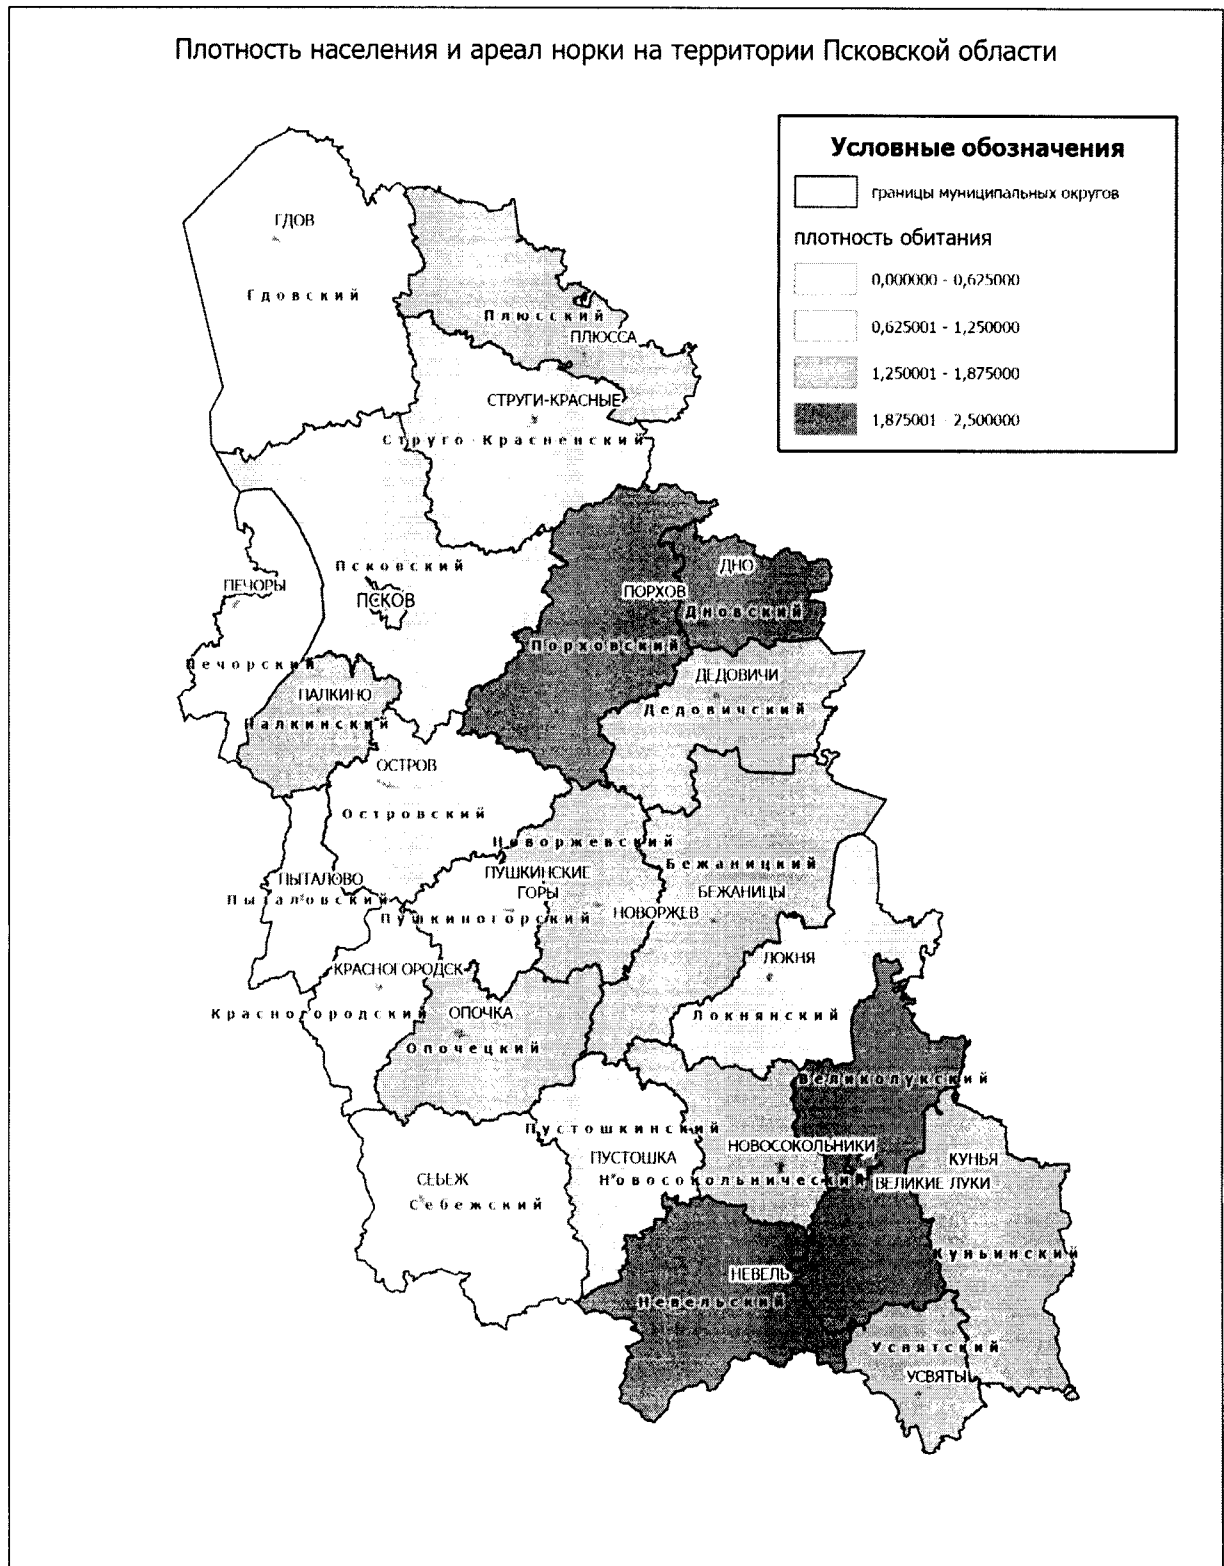 Плотность населения и ареал норки на территории Псковской области
Условные обозначения
границы муниципальных округов
плотность обитания
0,000000 - 0,625000
0,625001 - 1,250000
1,250001 - 1,875000
1,875001 - 2,500000
ГДОВ
Гдовский
Плюсский
ПЛЮССА
СТРУГИ-КРАСНЫЕ
Струго-Красненский
Псковский
ПСКОВ
ПЕЧОРЫ
Печорский
ДНО
Дновский
ПОРХОВ
Порховский
ПАЛКИНО
Палкинский
ДЕДОВИЧИ
Дедовичский
ОСТРОВ
Островский
Новоржевский
Бежаницкий
БЕЖАНИЦЫ
ПУШКИНСКИЕ
ГОРЫ
Пушкиногорский
НОВОРЖЕВ
ПЫТАЛОВО
Пыталовский
КРАСНОГОРОДСК
Красногородский
ЛОКНЯ
Локнянский
ОПОЧКА
Опочецкий
Великолукский
Пустошкинский
ПУСТОШКА
НОВОСОКОЛЬНИКИ
Новосокольнический
КУНЬЯ
ВЕЛИКИЕ ЛУКИ
СЕБЕЖ
Себежский
Куньинский
НЕВЕЛЬ
Невельский
Усвятский
УСВЯТЫ